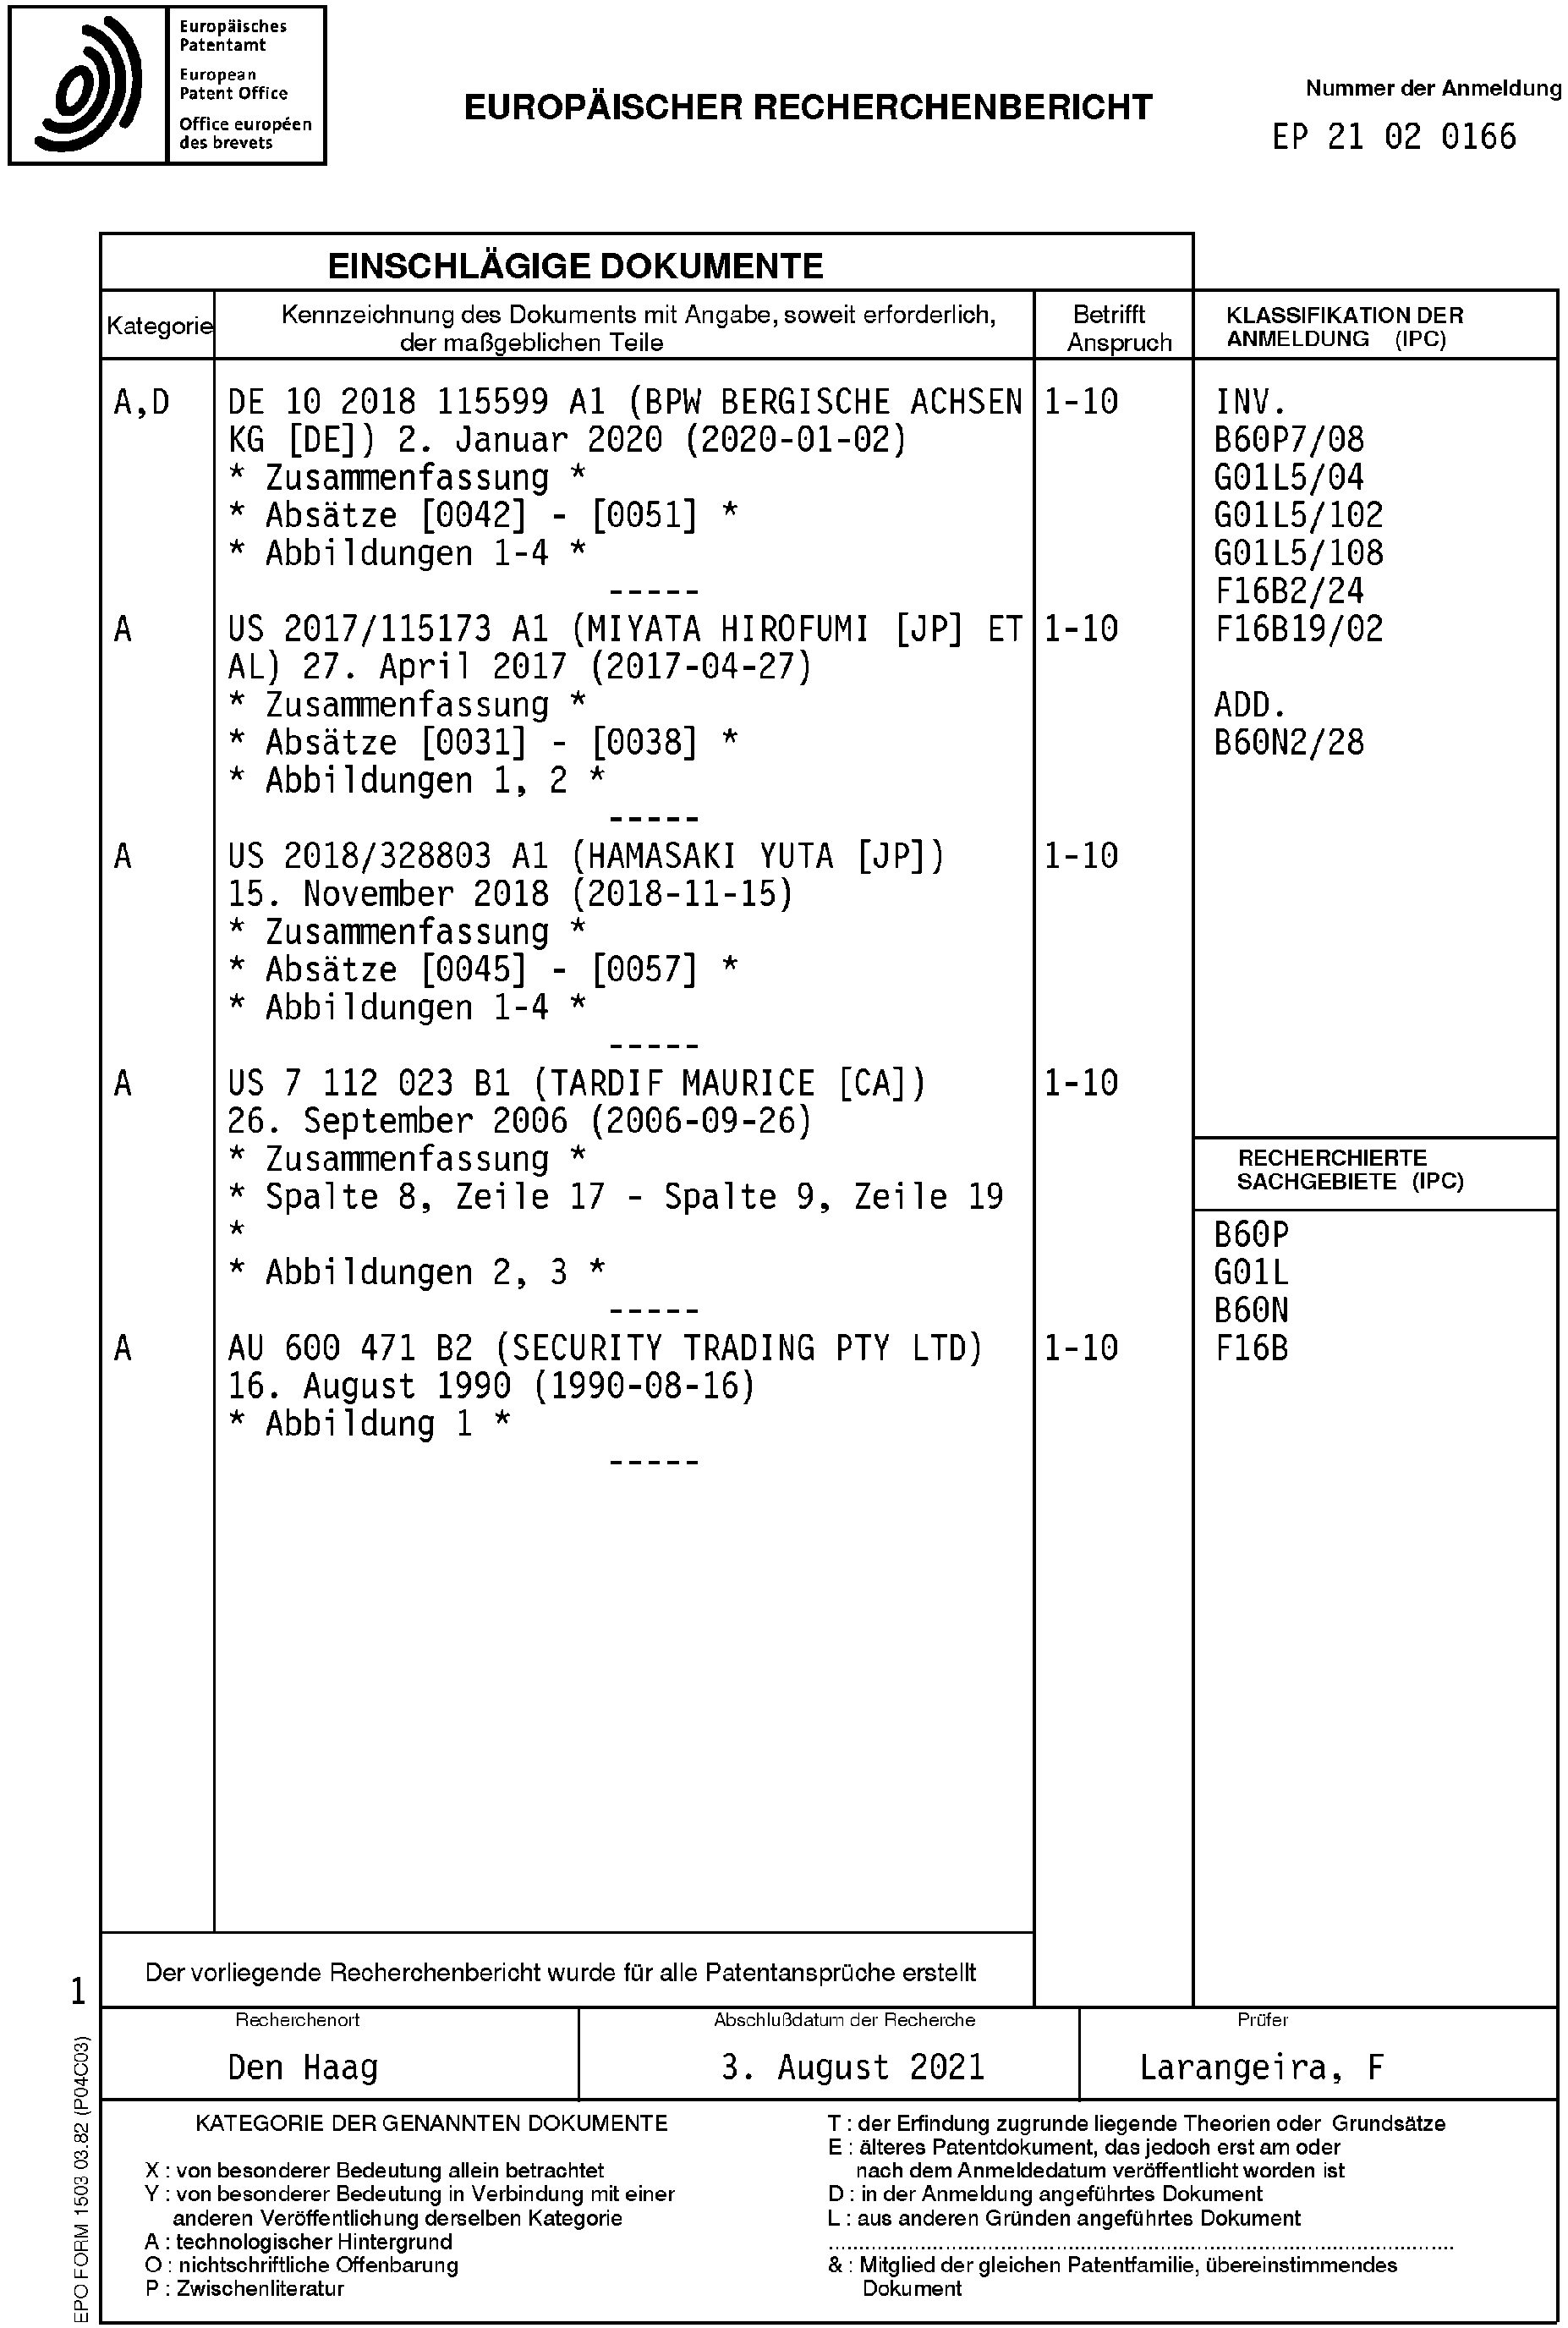 Europäisches
Patentamt
European
Patent Office
Office européen
des brevets
EUROPÄISCHER RECHERCHENBERICHT
Nummer der Anmeldung
EP 21 02 0166
EINSCHLÄGIGE DOKUMENTE
Kategorie
Kennzeichnung des Dokuments mit Angabe, soweit erforderlich,
der maßgeblichen Teile
Betrifft
Anspruch
KLASSIFIKATION DER
ANMELDUNG (IPC)
A,D
DE 10 2018 115599 A1 (BPW BERGISCHE ACHSEN
KG [DE]) 2. Januar 2020 (2020-01-02)
* Zusammenfassung *
* Absätze [0042] - [0051] *
* Abbildungen 1-4 *
-----
1-10
A
US 2017/115173 A1 (MIYATA HIROFUMI [JP] ET
AL) 27. April 2017 (2017-04-27)
* Zusammenfassung *
* Absätze [0031] - [0038] *
* Abbildungen 1, 2 *
-----
1-10
A
US 2018/328803 A1 (HAMASAKI YUTA [JP])
15. November 2018 (2018-11-15)
* Zusammenfassung *
* Absätze [0045] - [0057] *
* Abbildungen 1-4 *
-----
1-10
A
US 7 112 023 B1 (TARDIF MAURICE [CA])
26. September 2006 (2006-09-26)
* Zusammenfassung *
* Spalte 8, Zeile 17 - Spalte 9, Zeile 19
*
* Abbildungen 2, 3 *
-----
1-10
A
AU 600 471 B2 (SECURITY TRADING PTY LTD)
16. August 1990 (1990-08-16)
* Abbildung 1 *
-----
1-10
INV.
B60P7/08
G01L5/04
G01L5/102
G01L5/108
F16B2/24
F16B19/02
ADD.
B60N2/28
RECHERCHIERTE
SACHGEBIETE (IPC)
B60P
G01L
B60N
F16B
Der vorliegende Recherchenbericht wurde für alle Patentansprüche erstellt
1
Recherchenort
Den Haag
Abschlußdatum der Recherche
3. August 2021
Prüfer
Larangeira, F
KATEGORIE DER GENANNTEN DOKUMENTE
X : von besonderer Bedeutung allein betrachtet
Y : von besonderer Bedeutung in Verbindung mit einer
anderen Veröffentlichung derselben Kategorie
A : technologischer Hintergrund
O : nichtschriftliche Offenbarung
P : Zwischenliteratur
T : der Erfindung zugrunde liegende Theorien oder Grundsätze
E : älteres Patentdokument, das jedoch erst am oder
nach dem Anmeldedatum veröffentlicht worden ist
D : in der Anmeldung angeführtes Dokument
L : aus anderen Gründen angeführtes Dokument
& : Mitglied der gleichen Patentfamilie, übereinstimmendes
Dokument
EPO FORM 1503 03.82 (P04C03)